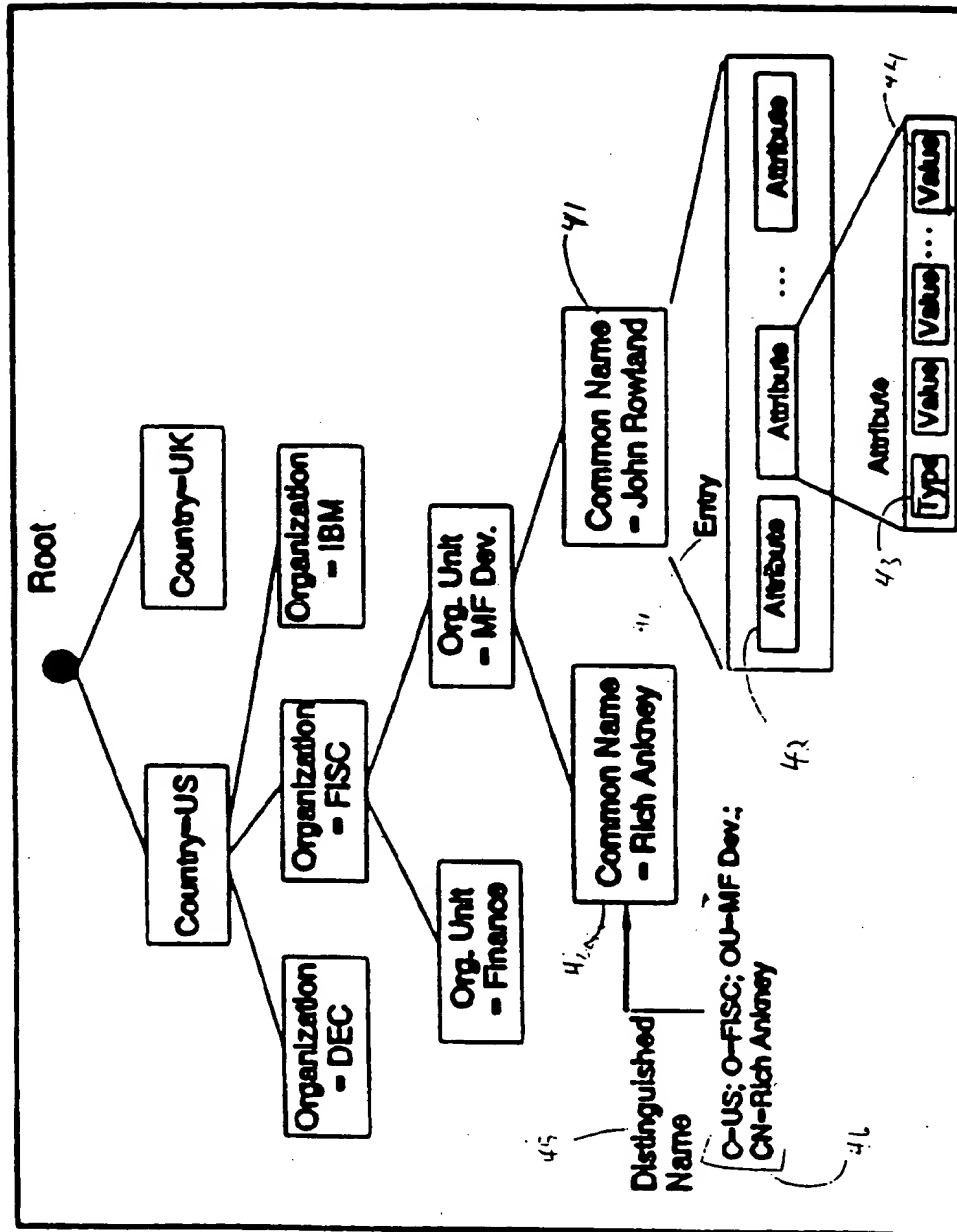 Root
Country=US
Country=UK
Organization
= DEC
Organization
= FISC
Organization
= IBM
Org. Unit
= Finance
Org. Unit
= MF Dev.
Common Name
= Rich Ankney
Common Name
= John Rowland
41
41
45
Distinguished
Name
C=US; O=FISC; OU=MF Dev.;
CN=Rich Ankney
46
Entry
42
Attribute
Attribute
...
Attribute
43
Attribute
44
Type
Value
Value
...
Value